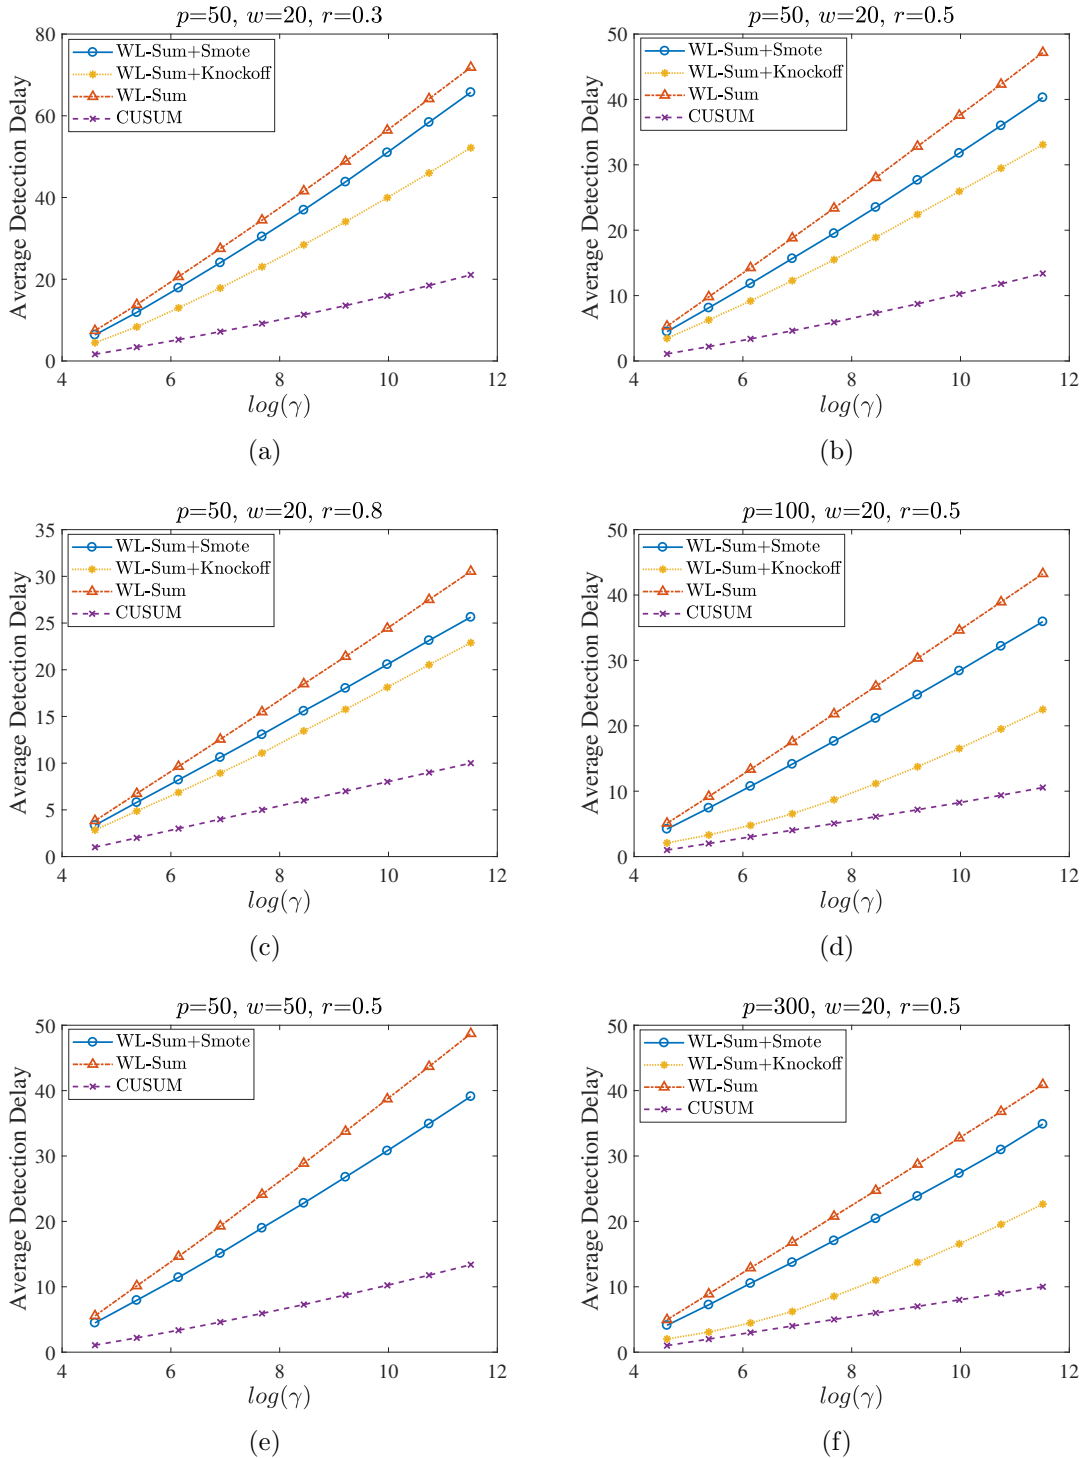 p=50, w=20, r=0.3
80
60
40
20
0
4 6 8 10 12
Average Detection Delay
log(γ)
WL-Sum+Smote
WL-Sum+Knockoff
WL-Sum
CUSUM
(a)
p=50, w=20, r=0.5
50
40
30
20
10
0
4 6 8 10 12
Average Detection Delay
log(γ)
WL-Sum+Smote
WL-Sum+Knockoff
WL-Sum
CUSUM
(b)
p=50, w=20, r=0.8
35
30
25
20
15
10
5
0
4 6 8 10 12
Average Detection Delay
log(γ)
WL-Sum+Smote
WL-Sum+Knockoff
WL-Sum
CUSUM
(c)
p=100, w=20, r=0.5
50
40
30
20
10
0
4 6 8 10 12
Average Detection Delay
log(γ)
WL-Sum+Smote
WL-Sum+Knockoff
WL-Sum
CUSUM
(d)
p=50, w=50, r=0.5
50
40
30
20
10
0
4 6 8 10 12
Average Detection Delay
log(γ)
WL-Sum+Smote
WL-Sum
CUSUM
(e)
p=300, w=20, r=0.5
50
40
30
20
10
0
4 6 8 10 12
Average Detection Delay
log(γ)
WL-Sum+Smote
WL-Sum+Knockoff
WL-Sum
CUSUM
(f)